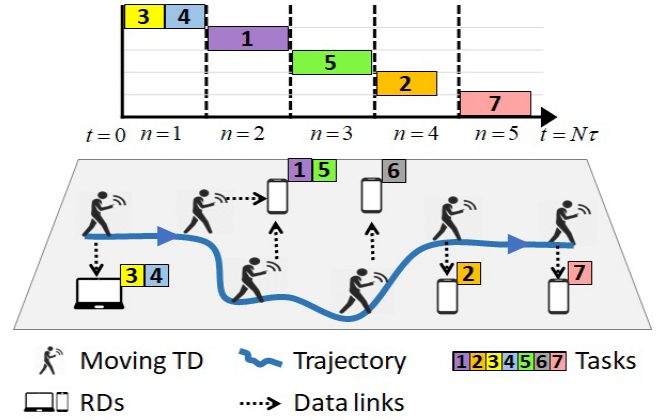 3 4
1
5
2
7
t=0 n=1 n=2 n=3 n=4 n=5 t=Nτ
1 5 6
3 4 2 7
Moving TD Trajectory 1 2 3 4 5 6 7 Tasks
RDs Data links